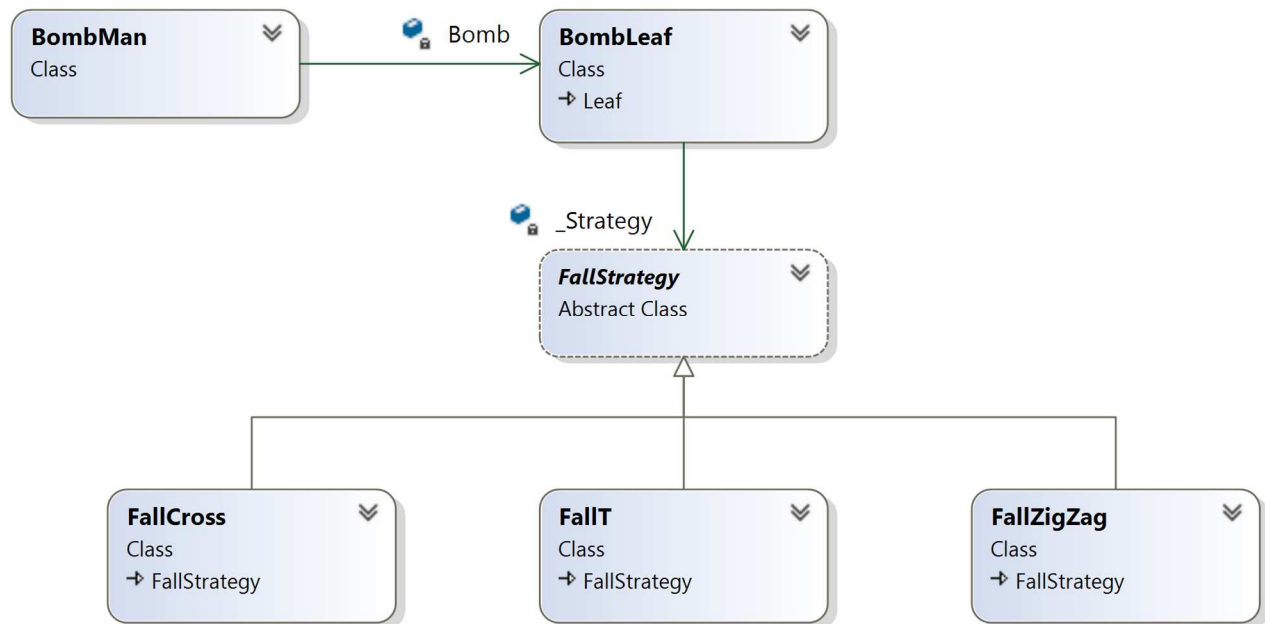 BombMan
Class
Bomb
BombLeaf
Class
Leaf
_Strategy
FallStrategy
Abstract Class
FallCross
Class
FallStrategy
FallT
Class
FallStrategy
FallZigZag
Class
FallStrategy